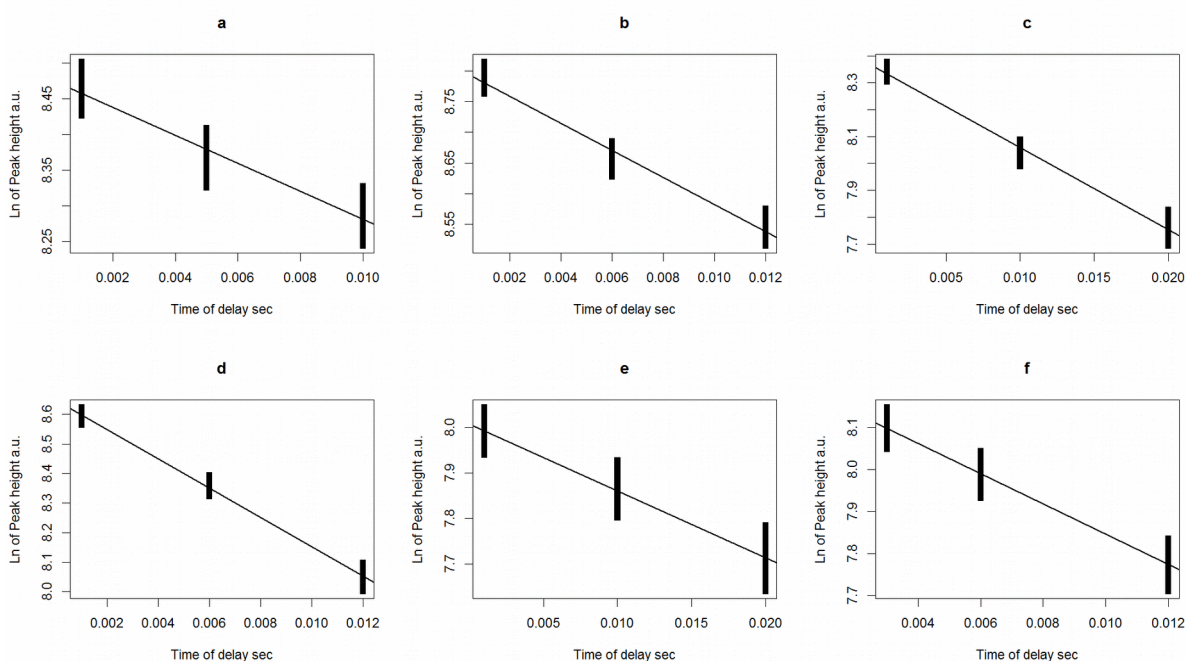 a
Ln of Peak height a.u.
8.45
8.35
8.25
0.002 0.004 0.006 0.008 0.010
Time of delay sec
b
Ln of Peak height a.u.
8.75
8.65
8.55
0.002 0.004 0.006 0.008 0.010 0.012
Time of delay sec
c
Ln of Peak height a.u.
8.3
8.1
7.9
7.7
0.005 0.010 0.015 0.020
Time of delay sec
d
Ln of Peak height a.u.
8.6
8.5
8.4
8.3
8.2
8.1
8.0
0.002 0.004 0.006 0.008 0.010 0.012
Time of delay sec
e
Ln of Peak height a.u.
8.0
7.9
7.8
7.7
0.005 0.010 0.015 0.020
Time of delay sec
f
Ln of Peak height a.u.
8.1
8.0
7.9
7.8
7.7
0.004 0.006 0.008 0.010 0.012
Time of delay sec